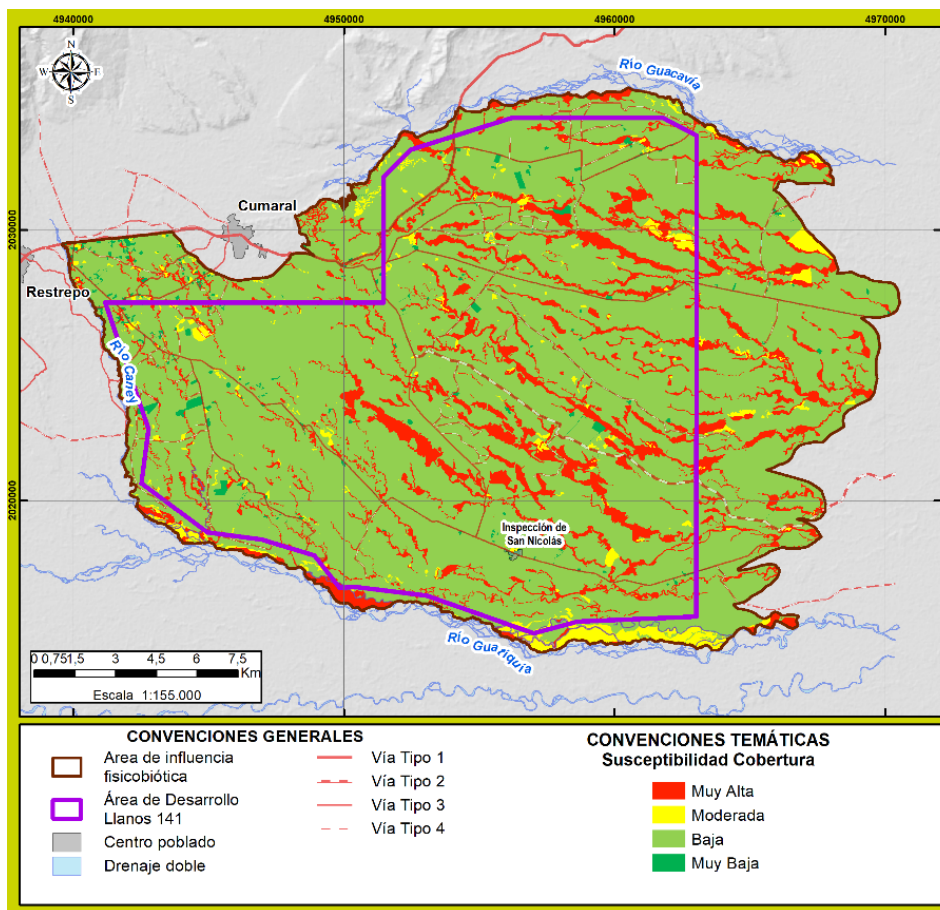 4940000 4950000 4960000 4970000
N
W E
S
Río Guacavía
Cumaral
2030000
Restrepo
Río Caney
2020000
Inspección de
San Nicolás
Río Guatiquía
0 0,751,5 3 4,5 6 7,5
Km
Escala 1:155.000
CONVENCIONES GENERALES
Area de influencia
fisicobiótica
Área de Desarrollo
Llanos 141
Centro poblado
Drenaje doble
Vía Tipo 1
Vía Tipo 2
Vía Tipo 3
Vía Tipo 4
CONVENCIONES TEMÁTICAS
Susceptibilidad Cobertura
Muy Alta
Moderada
Baja
Muy Baja